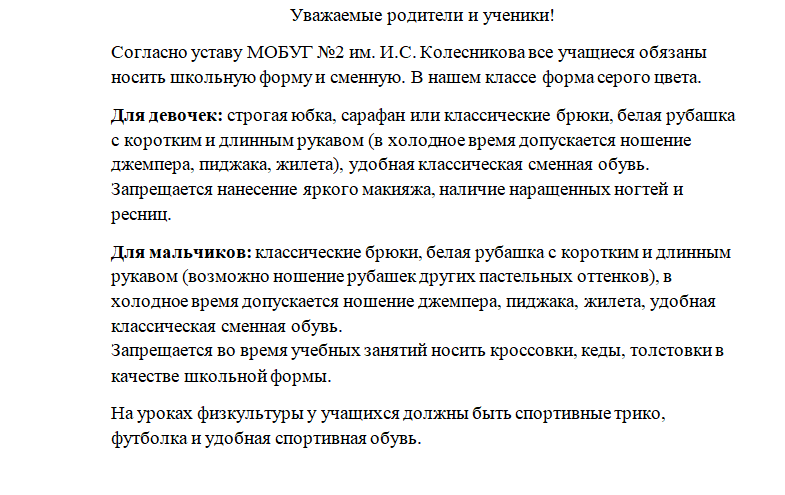 Уважаемые родители и ученики!
Согласно уставу МОБУГ №2 им. И.С. Колесникова все учащиеся обязаны
носить школьную форму и сменную. В нашем классе форма серого цвета.
Для девочек: строгая юбка, сарафан или классические брюки, белая рубашка
с коротким и длинным рукавом (в холодное время допускается ношение
джемпера, пиджака, жилета), удобная классическая сменная обувь.
Запрещается нанесение яркого макияжа, наличие наращенных ногтей и
ресниц.
Для мальчиков: классические брюки, белая рубашка с коротким и длинным
рукавом (возможно ношение рубашек других пастельных оттенков), в
холодное время допускается ношение джемпера, пиджака, жилета, удобная
классическая сменная обувь.
Запрещается во время учебных занятий носить кроссовки, кеды, толстовки в
качестве школьной формы.
На уроках физкультуры у учащихся должны быть спортивные трико,
футболка и удобная спортивная обувь.